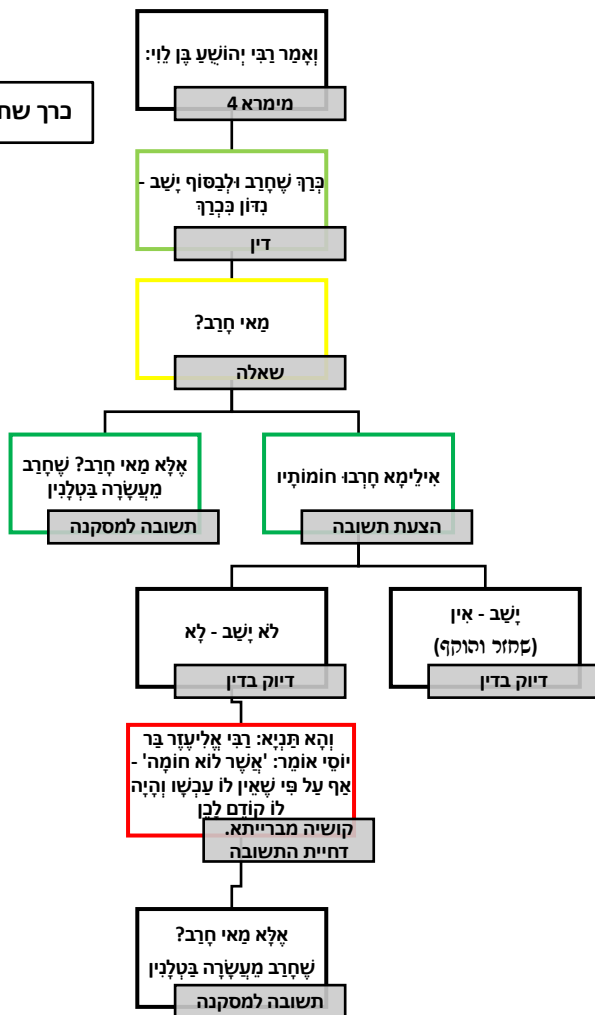 וְאָמַר רַבִּי יְהוֹשֻׁעַ בֶּן לֵוִי:
מימרא 4
כרך
כְּרַךְ שֶׁחָרַב וּלְבַסּוֹף יָשַׁב -
נִדּוֹן כִּכְרַךְ
דין
מַאי חָרַב?
שאלה
אִילֵימָא חָרְבוּ חוֹמוֹתָיו
הצעת תשובה
אֶלָּא מַאי חָרַב? שֶׁחָרַב
מֵעֲשָׂרָה בַּטְלָנִין
תשובה למסקנה
יָשַׁב - אִין
(שחזר והוקף)
דיוק בדין
לֹא יָשַׁב - לָא
דיוק בדין
וְהָא תַּנְיָא: רַבִּי אֱלִיעֶזֶר בַּר
יוֹסֵי אוֹמֵר: 'אֲשֶׁר לוֹא חוֹמָה' -
אַף עַל פִּי שֶׁאֵין לוֹ עַכְשָׁו וְהָיָה
לוֹ קוֹדֶם לָכֵן
קושיה מברייתא.
דחיית התשובה
אֶלָּא מַאי חָרַב?
שֶׁחָרַב מֵעֲשָׂרָה בַּטְלָנִין
תשובה למסקנה